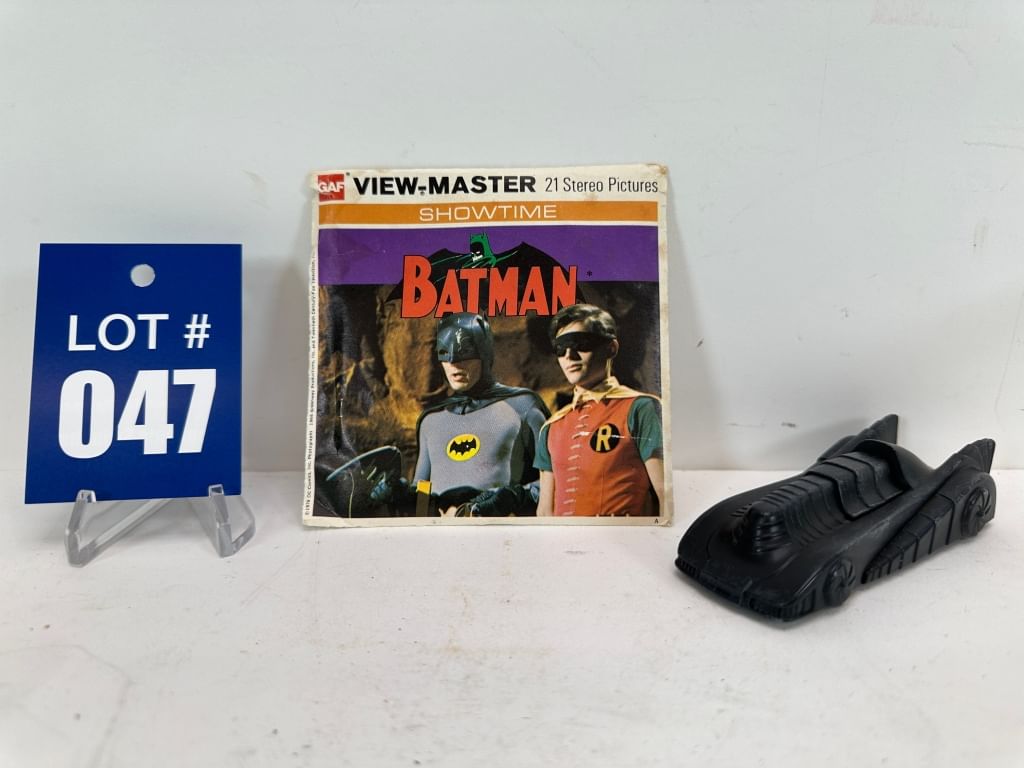 LOT #
047
GAF VIEW-MASTER 21 Stereo Pictures
SHOWTIME
BATMAN*
R
A